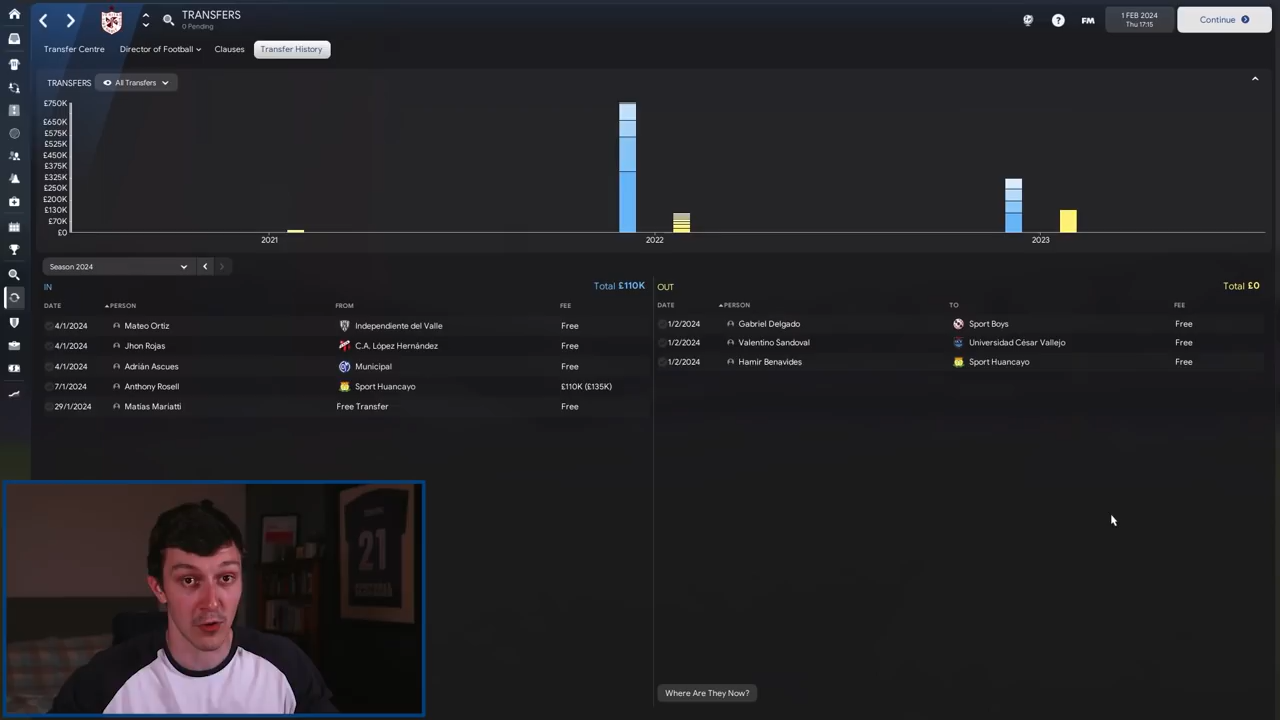 TRANSFERS
0 Pending
FM
1 FEB 2024
Thu 17:15
Continue
Transfer Centre
Director of Football
Clauses
Transfer History
TRANSFERS
All Transfers
£750K
£650K
£575K
£525K
£450K
£375K
£325K
£250K
£200K
£130K
£70K
£0
2021
2022
2023
Season 2024
IN
Total £110K
DATE PERSON FROM FEE
4/1/2024 Mateo Ortiz Independiente del Valle Free
4/1/2024 Jhon Rojas C.A. López Hernández Free
4/1/2024 Adrián Ascues Municipal Free
7/1/2024 Anthony Rosell Sport Huancayo £110K (£135K)
29/1/2024 Matías Mariatti Free Transfer Free
OUT
Total £0
DATE PERSON TO FEE
1/2/2024 Gabriel Delgado Sport Boys Free
1/2/2024 Valentino Sandoval Universidad César Vallejo Free
1/2/2024 Hamir Benavides Sport Huancayo Free
Where Are They Now?
21